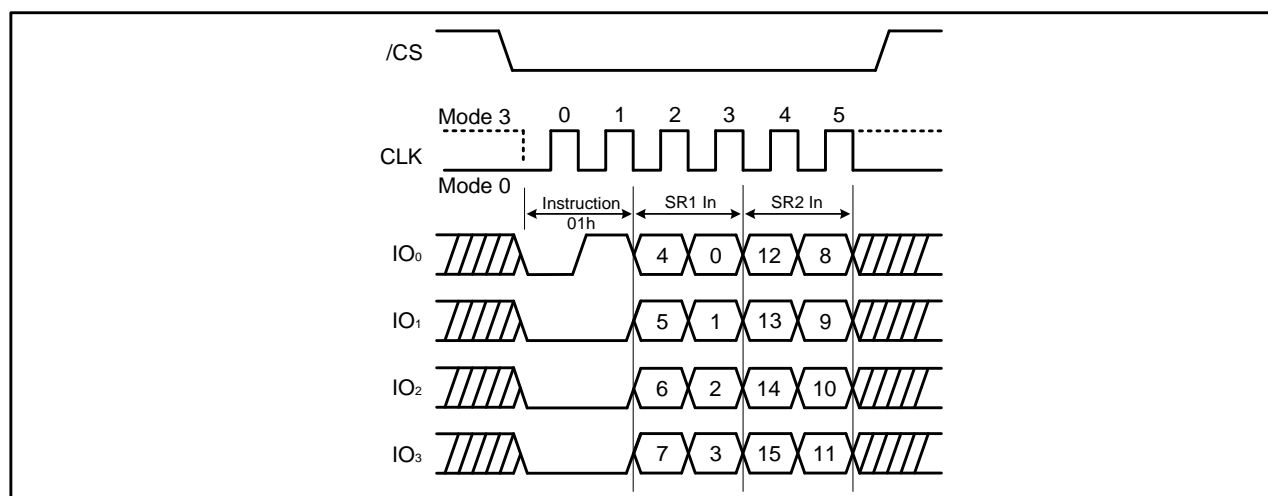 /CS
Mode 3 0 1 2 3 4 5
CLK
Mode 0
Instruction SR1 In SR2 In
01h
IO₀ 4 0 12 8
IO₁ 5 1 13 9
IO₂ 6 2 14 10
IO₃ 7 3 15 11